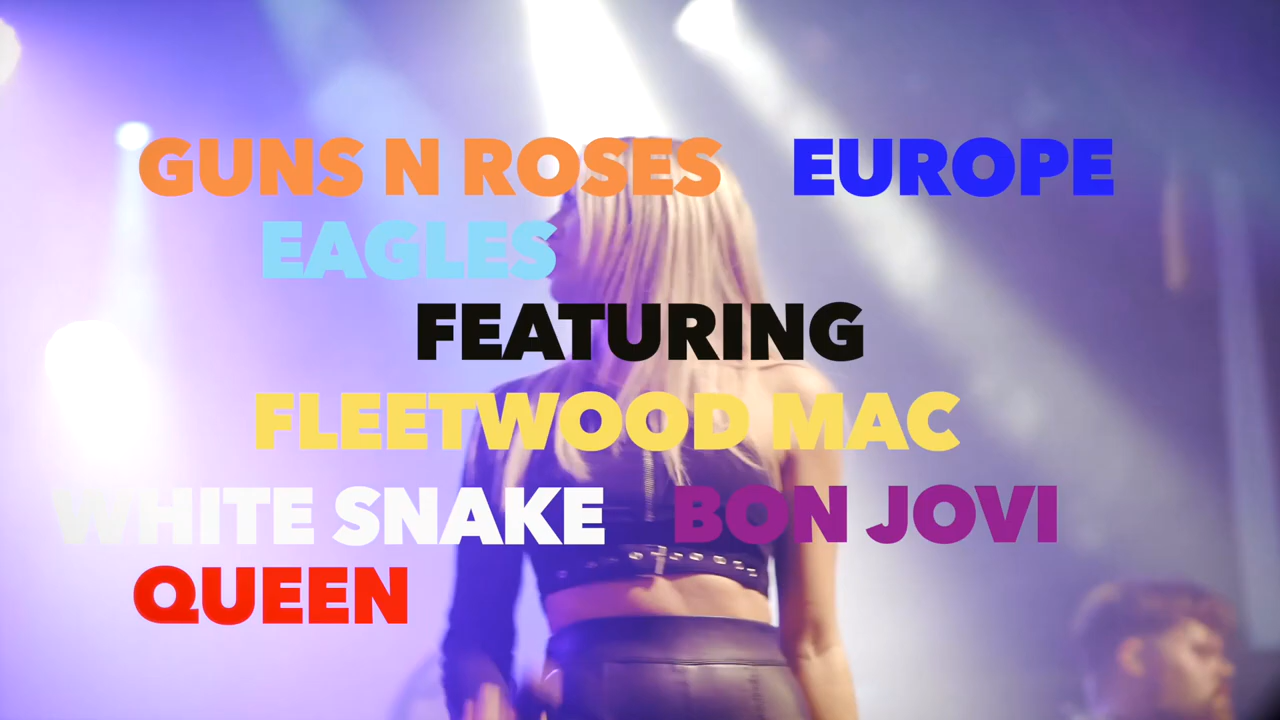 GUNS N ROSES EUROPE
EAGLES
FEATURING
FLEETWOOD MAC
WHITE SNAKE BON JOVI
QUEEN